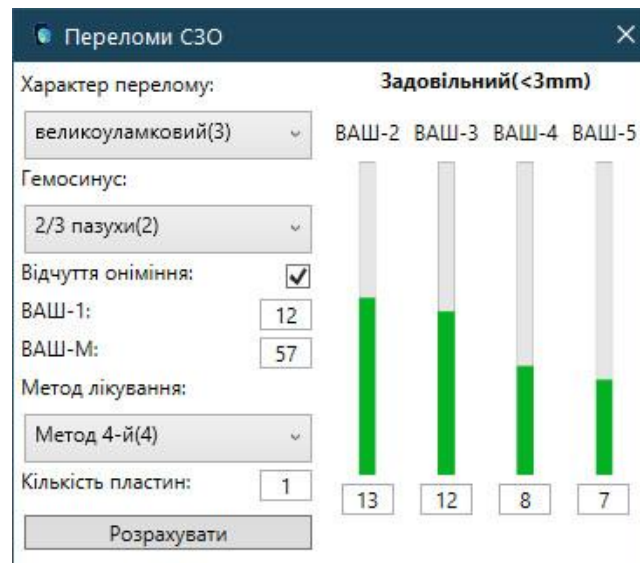 Переломи СЗО
Характер перелому:
великоуламковий(3)
Гемосинус:
2/3 пазухи(2)
Відчуття оніміння:
ВАШ-1: 12
ВАШ-М: 57
Метод лікування:
Метод 4-й(4)
Кількість пластин: 1
Розрахувати
Задовільний(<3mm)
ВАШ-2 ВАШ-3 ВАШ-4 ВАШ-5
13 12 8 7